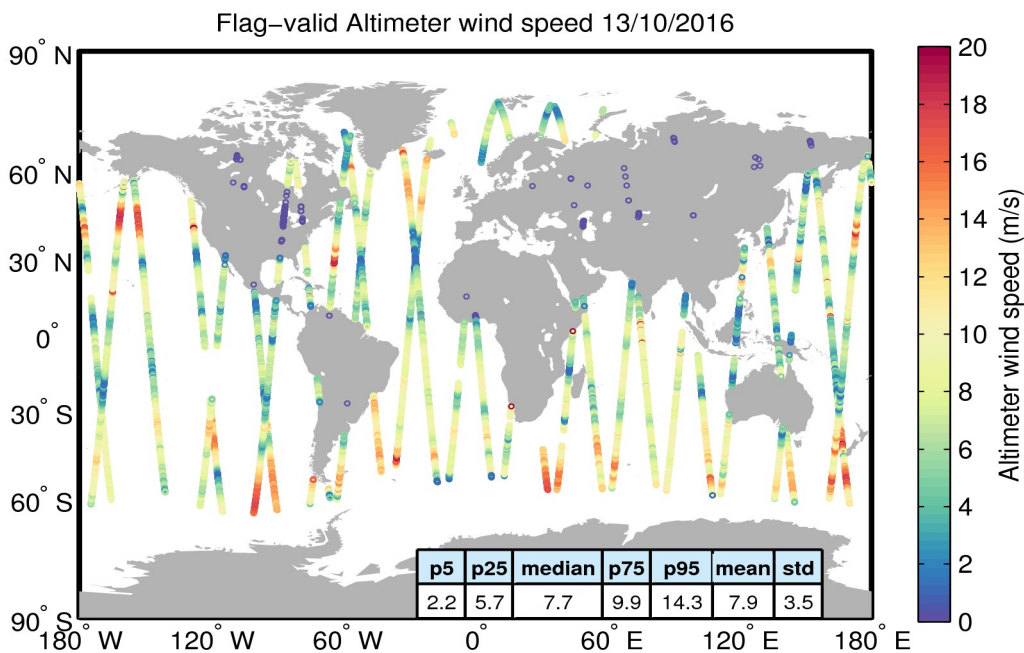 Flag−valid Altimeter wind speed 13/10/2016
90° N
60° N
30° N
0°
30° S
60° S
90° S
180° W
120° W
60° W
0°
60° E
120° E
180° E
p5 p25 median p75 p95 mean std
2.2 5.7 7.7 9.9 14.3 7.9 3.5
20
18
16
14
12
10
8
6
4
2
0
Altimeter wind speed (m/s)